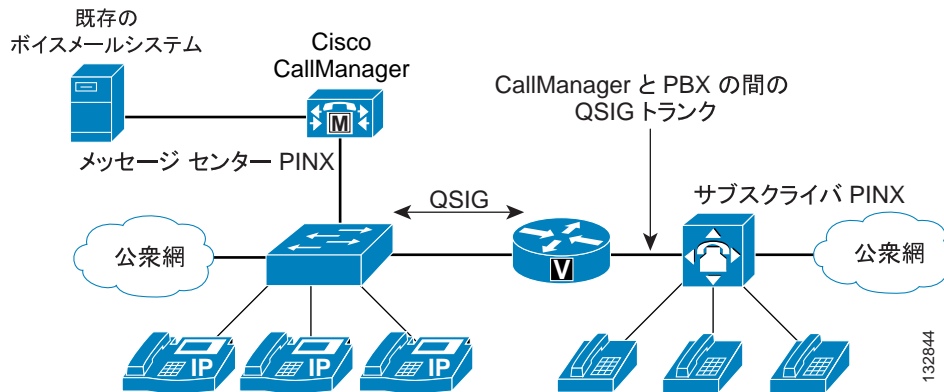 既存の
ボイスメールシステム
Cisco
CallManager
M
CallManager と PBX の間の
QSIG トランク
メッセージ センター PINX
QSIG
サブスクライバ PINX
公衆網
V
公衆網
IP
IP
IP
132844